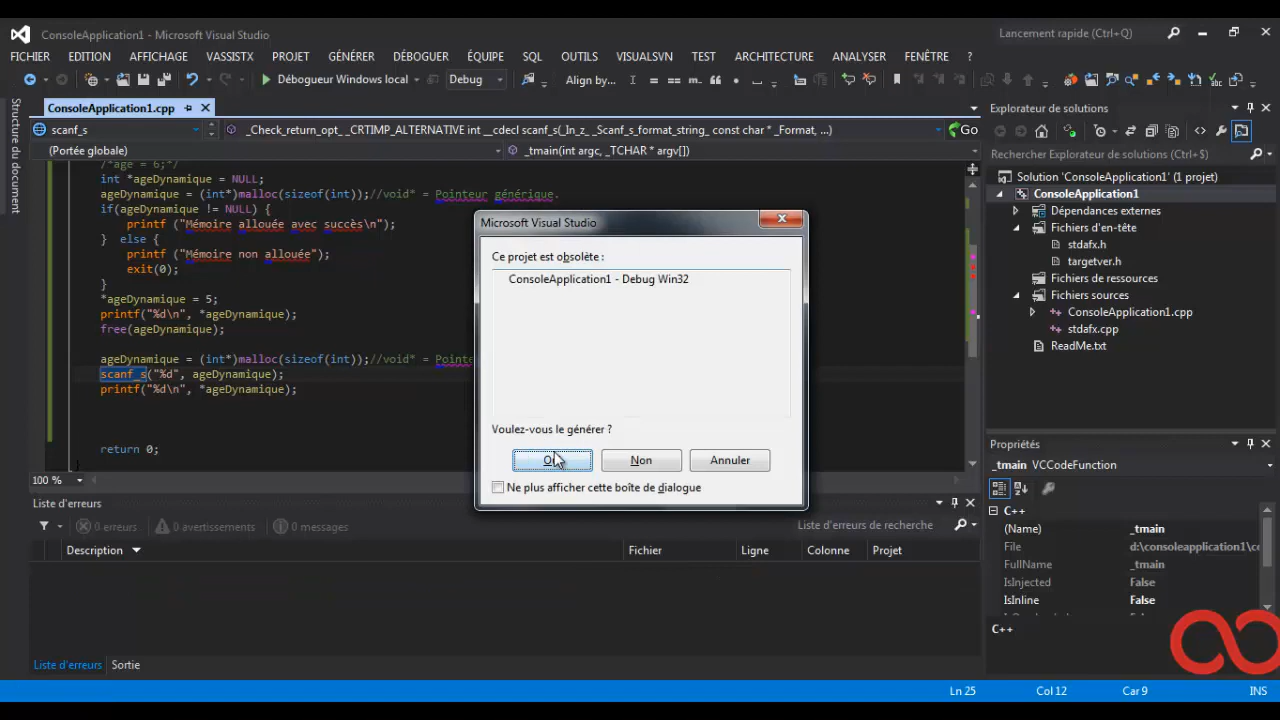 ConsoleApplication1 - Microsoft Visual Studio
Lancement rapide (Ctrl+Q)
FICHIER EDITION AFFICHAGE VASSISTX PROJET GÉNÉRER DÉBOGUER ÉQUIPE SQL OUTILS VISUALSVN TEST ARCHITECTURE ANALYSER FENÊTRE ?
Débogueur Windows local Debug Align by...
Structure du document
ConsoleApplication1.cpp
scanf_s
_Check_return_opt_ _CRTIMP_ALTERNATIVE int __cdecl scanf_s(_In_z_ _Scanf_s_format_string_ const char * _Format, ...)
Go
(Portée globale)
_tmain(int argc, _TCHAR * argv[])
/*age = 6;*/
int *ageDynamique = NULL;
ageDynamique = (int*)malloc(sizeof(int));//void* = Pointeur générique.
if(ageDynamique != NULL) {
printf ("Mémoire allouée avec succès\n");
} else {
printf ("Mémoire non allouée");
exit(0);
}
*ageDynamique = 5;
printf("%d\n", *ageDynamique);
free(ageDynamique);
ageDynamique = (int*)malloc(sizeof(int));//void* = Pointe
scanf_s("%d", ageDynamique);
printf("%d\n", *ageDynamique);
return 0;
}
100 %
Microsoft Visual Studio
Ce projet est obsolète :
ConsoleApplication1 - Debug Win32
Voulez-vous le générer ?
Non
Annuler
Ne plus afficher cette boîte de dialogue
Liste d'erreurs
0 erreurs 0 avertissements 0 messages
Liste d'erreurs de recherche
Description Fichier Ligne Colonne Projet
Liste d'erreurs Sortie
Explorateur de solutions
Rechercher Explorateur de solutions (Ctrl+$)
Solution 'ConsoleApplication1' (1 projet)
ConsoleApplication1
Dépendances externes
Fichiers d'en-tête
stdafx.h
targetver.h
Fichiers de ressources
Fichiers sources
ConsoleApplication1.cpp
stdafx.cpp
ReadMe.txt
Propriétés
_tmain VCCodeFunction
C++
(Name) _tmain
File d:\consoleapplication1\co
FullName _tmain
IsInjected False
IsInline False
C++
Ln 25 Col 12 Car 9 INS